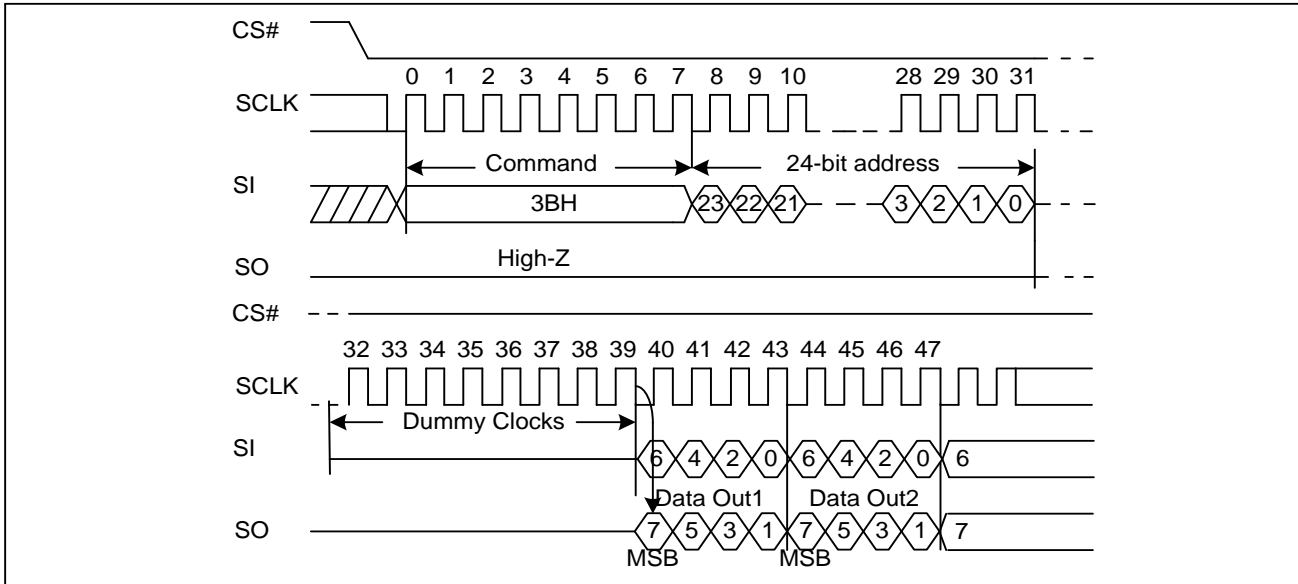 CS#
0 1 2 3 4 5 6 7 8 9 10 28 29 30 31
SCLK
Command 24-bit address
SI
3BH 23 22 21 3 2 1 0
High-Z
SO
CS#
32 33 34 35 36 37 38 39 40 41 42 43 44 45 46 47
SCLK
Dummy Clocks
SI
6 4 2 0 6 4 2 0 6
Data Out1 Data Out2
SO
7 5 3 1 7 5 3 1 7
MSB MSB